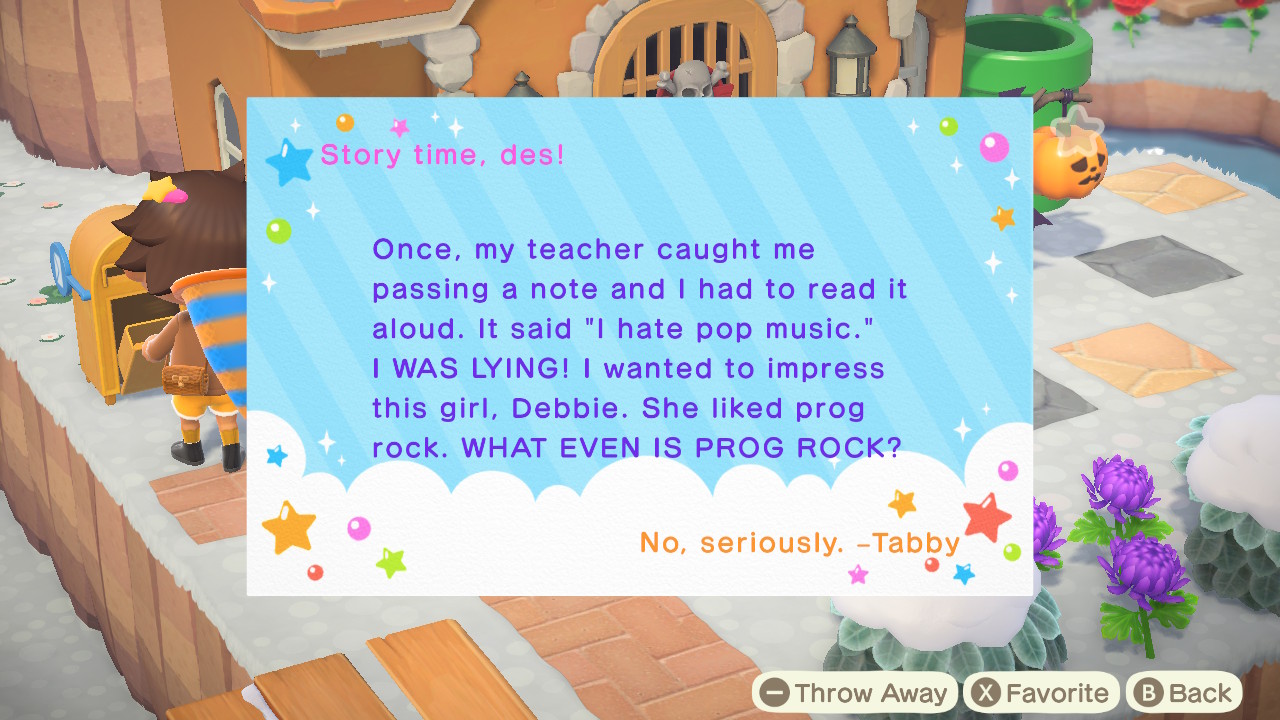 Story time, des!
Once, my teacher caught me
passing a note and I had to read it
aloud. It said "I hate pop music."
I WAS LYING! I wanted to impress
this girl, Debbie. She liked prog
rock. WHAT EVEN IS PROG ROCK?
No, seriously. –Tabby
− Throw Away X Favorite B Back